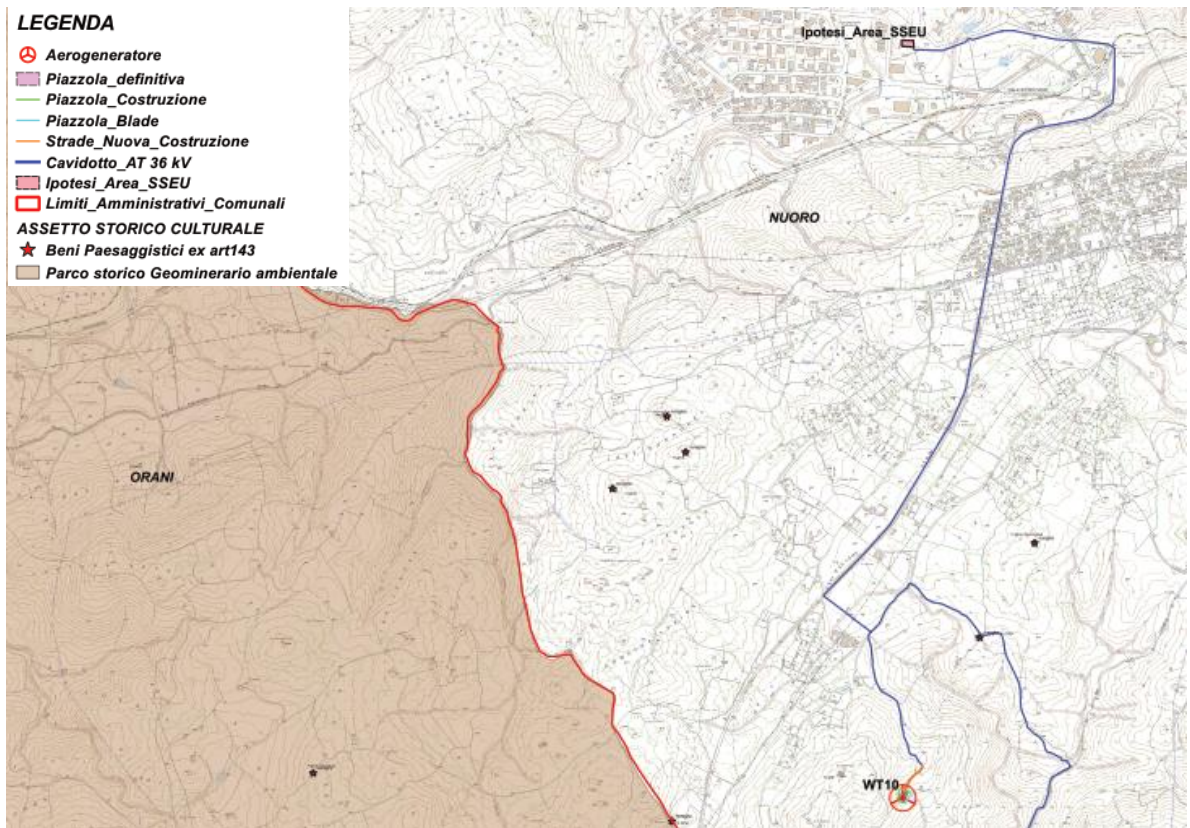 LEGENDA
Aerogeneratore
Piazzola_definitiva
Piazzola_Costruzione
Piazzola_Blade
Strade_Nuova_Costruzione
Cavidotto_AT 36 kV
Ipotesi_Area_SSEU
Limiti_Amministrativi_Comunali
ASSETTO STORICO CULTURALE
Beni Paesaggistici ex art143
Parco storico Geominerario ambientale
Ipotesi_Area_SSEU
NUORO
ORANI
WT10